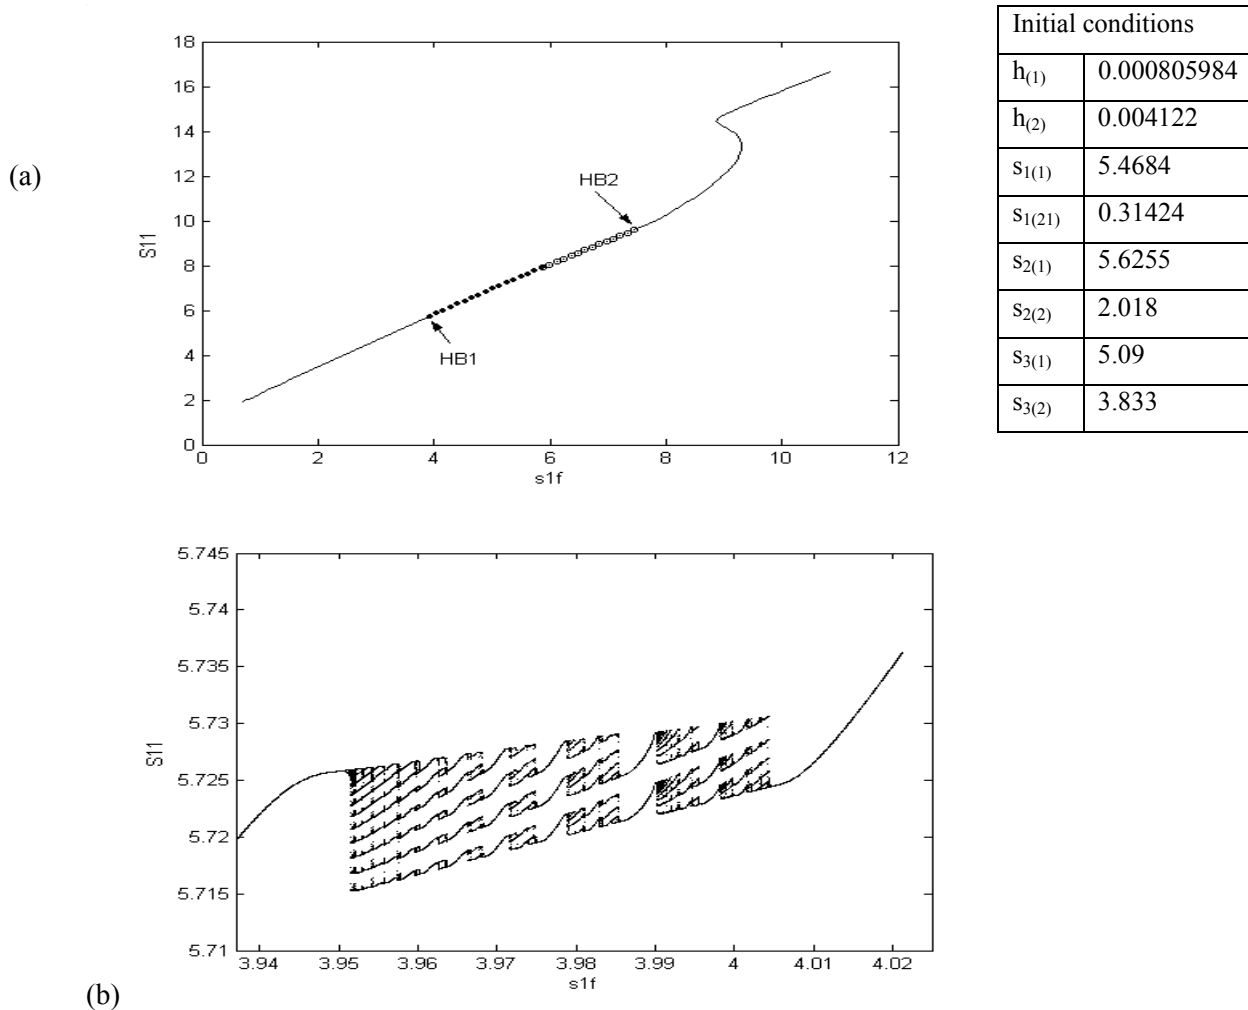 (a)
18
16
14
12
10
8
6
4
2
0
S11
HB2
HB1
0 2 4 6 8 10 12
s1f
Initial conditions
h(1) 0.000805984
h(2) 0.004122
s1(1) 5.4684
s1(21) 0.31424
s2(1) 5.6255
s2(2) 2.018
s3(1) 5.09
s3(2) 3.833
5.745
5.74
5.735
5.73
5.725
5.72
5.715
5.71
S11
3.94 3.95 3.96 3.97 3.98 3.99 4 4.01 4.02
s1f
(b)